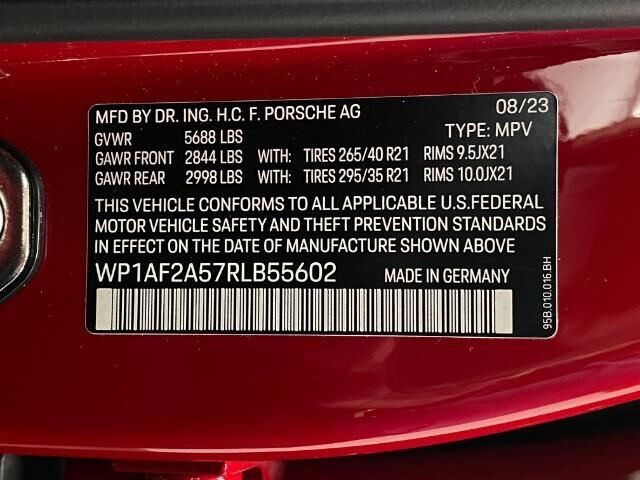 MFD BY DR. ING. H.C. F. PORSCHE AG 08/23
GVWR 5688 LBS TYPE: MPV
GAWR FRONT 2844 LBS WITH: TIRES 265/40 R21 RIMS 9.5JX21
GAWR REAR 2998 LBS WITH: TIRES 295/35 R21 RIMS 10.0JX21
THIS VEHICLE CONFORMS TO ALL APPLICABLE U.S.FEDERAL
MOTOR VEHICLE SAFETY AND THEFT PREVENTION STANDARDS
IN EFFECT ON THE DATE OF MANUFACTURE SHOWN ABOVE
WP1AF2A57RLB55602 MADE IN GERMANY
95B.010.016.BH